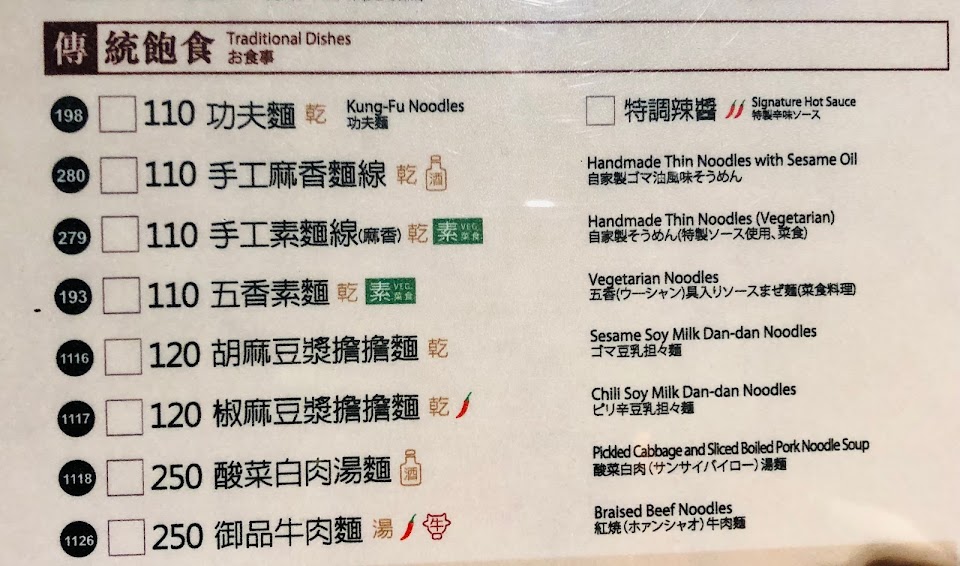 傳統飽食 Traditional Dishes
お食事
198 110 功夫麵 乾 Kung-Fu Noodles
功夫麵
特調辣醬 Signature Hot Sauce
特製辛味ソース
280 110 手工麻香麵線 乾 酒 Handmade Thin Noodles with Sesame Oil
自家製ゴマ油風味そうめん
279 110 手工素麵線(麻香) 乾 素 VEG. 菜食 Handmade Thin Noodles (Vegetarian)
自家製そうめん(特製ソース使用、菜食)
193 110 五香素麵 乾 素 VEG. 菜食 Vegetarian Noodles
五香(ウーシャン)具入りソースまぜ麵(菜食料理)
1116 120 胡麻豆漿擔擔麵 乾 Sesame Soy Milk Dan-dan Noodles
ゴマ豆乳担々麵
1117 120 椒麻豆漿擔擔麵 乾 Chili Soy Milk Dan-dan Noodles
ピリ辛豆乳担々麵
1118 250 酸菜白肉湯麵 酒 Pickled Cabbage and Sliced Boiled Pork Noodle Soup
酸菜白肉(サンサイバイロー)湯麵
1126 250 御品牛肉麵 湯 牛 Braised Beef Noodles
紅焼(ホアンシャオ)牛肉麵